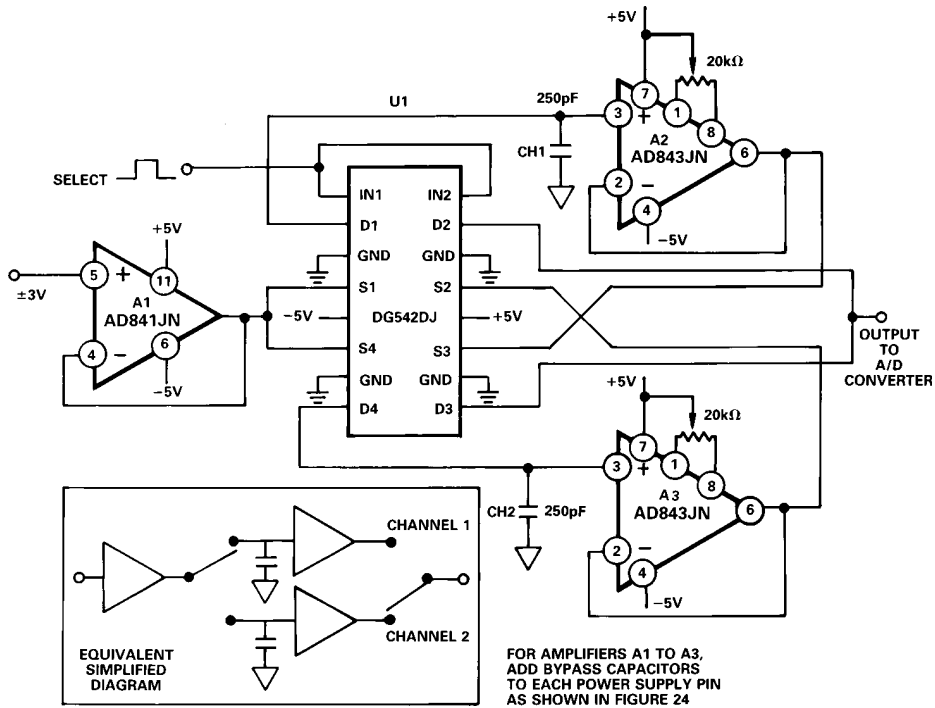 +5V
20kΩ
U1
250pF
7
3
+
1
8
A2
AD843JN
6
CH1
2
−
4
−5V
SELECT
IN1
IN2
D1
D2
GND
GND
+5V
±3V
5
+
11
A1
AD841JN
4
−
6
−5V
S1
S2
−5V
DG542DJ
+5V
S4
S3
GND
GND
D4
D3
OUTPUT
TO
A/D
CONVERTER
+5V
20kΩ
7
3
+
1
8
A3
AD843JN
6
CH2
250pF
2
−
4
−5V
CHANNEL 1
CHANNEL 2
EQUIVALENT
SIMPLIFIED
DIAGRAM
FOR AMPLIFIERS A1 TO A3,
ADD BYPASS CAPACITORS
TO EACH POWER SUPPLY PIN
AS SHOWN IN FIGURE 24